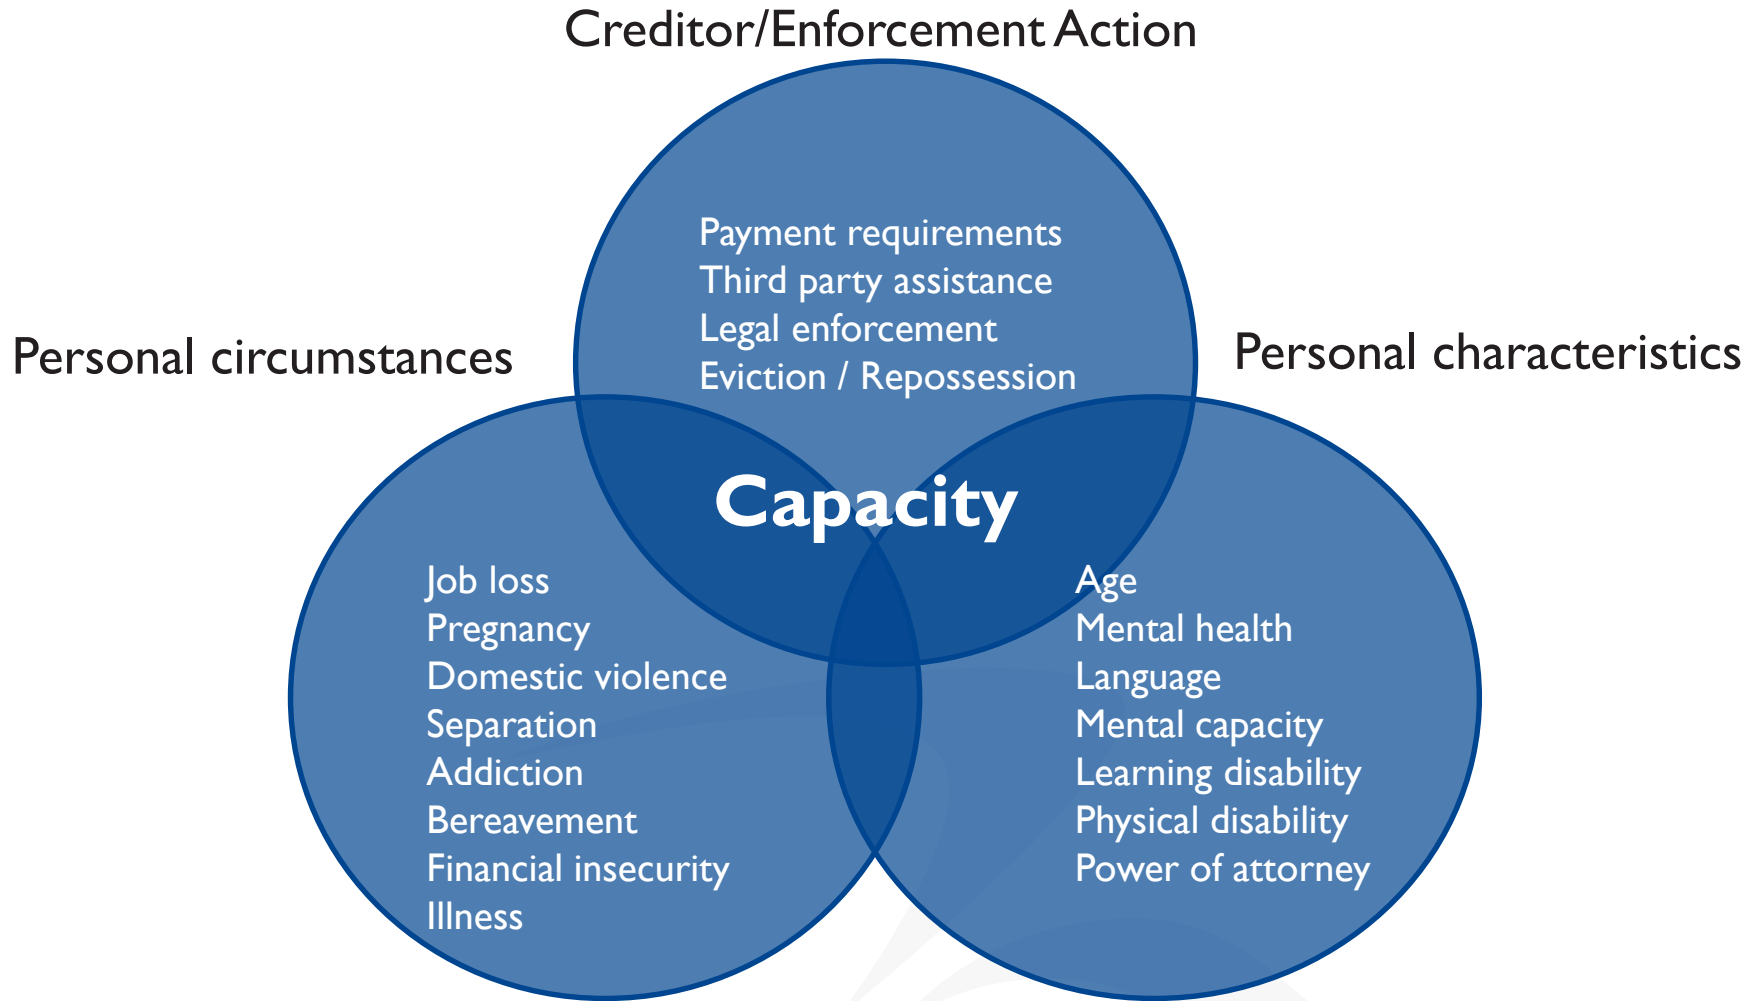 Creditor/Enforcement Action
Payment requirements
Third party assistance
Legal enforcement
Eviction / Repossession
Personal circumstances
Personal characteristics
Capacity
Job loss
Pregnancy
Domestic violence
Separation
Addiction
Bereavement
Financial insecurity
Illness
Age
Mental health
Language
Mental capacity
Learning disability
Physical disability
Power of attorney